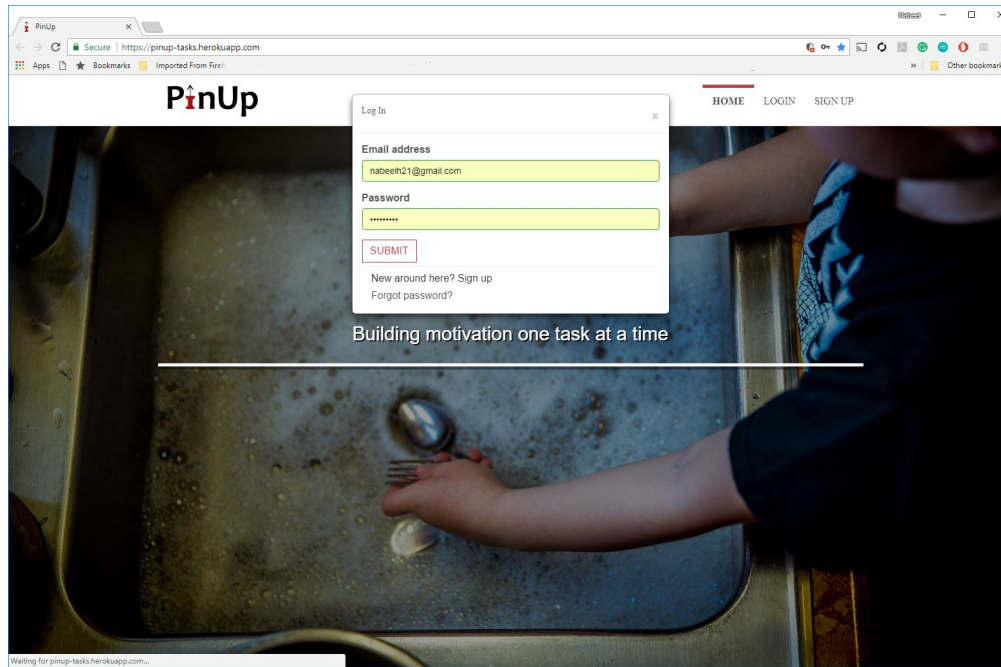 PinUp
Nabeel
Secure | https://pinup-tasks.herokuapp.com
Apps Bookmarks Imported From Firef
» Other bookmark
PinUp
HOME LOGIN SIGN UP
Log In ×
Email address
nabeelh21@gmail.com
Password
•••••••••
SUBMIT
New around here? Sign up
Forgot password?
Building motivation one task at a time
Waiting for pinup-tasks.herokuapp.com...